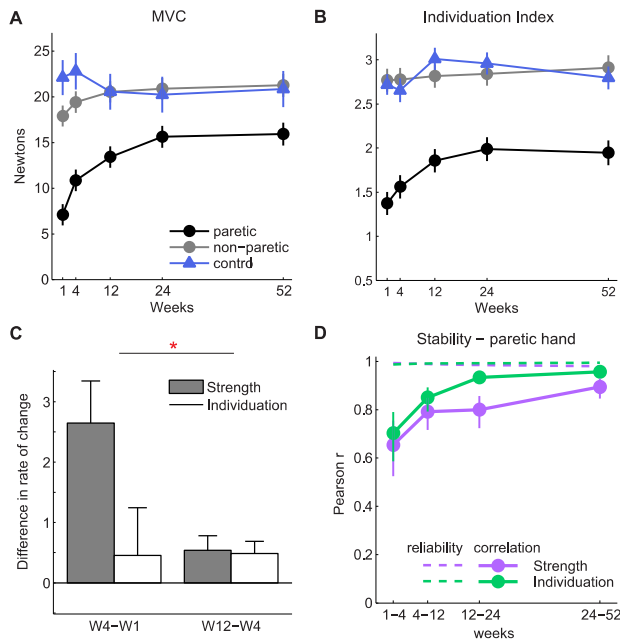 A
MVC
25
20
15
10
5
0
Newtons
paretic
non-paretic
control
1 4 12 24 52
Weeks
B
Individuation Index
3
2.5
2
1.5
1
0.5
1 4 12 24 52
Weeks
C
*
Strength
Individuation
3
2
1
0
Difference in rate of change
W4-W1 W12-W4
D
Stability - paretic hand
1
0.8
0.6
0.4
0.2
0
Pearson r
reliability correlation
Strength
Individuation
1-4 4-12 12-24 24-52
weeks